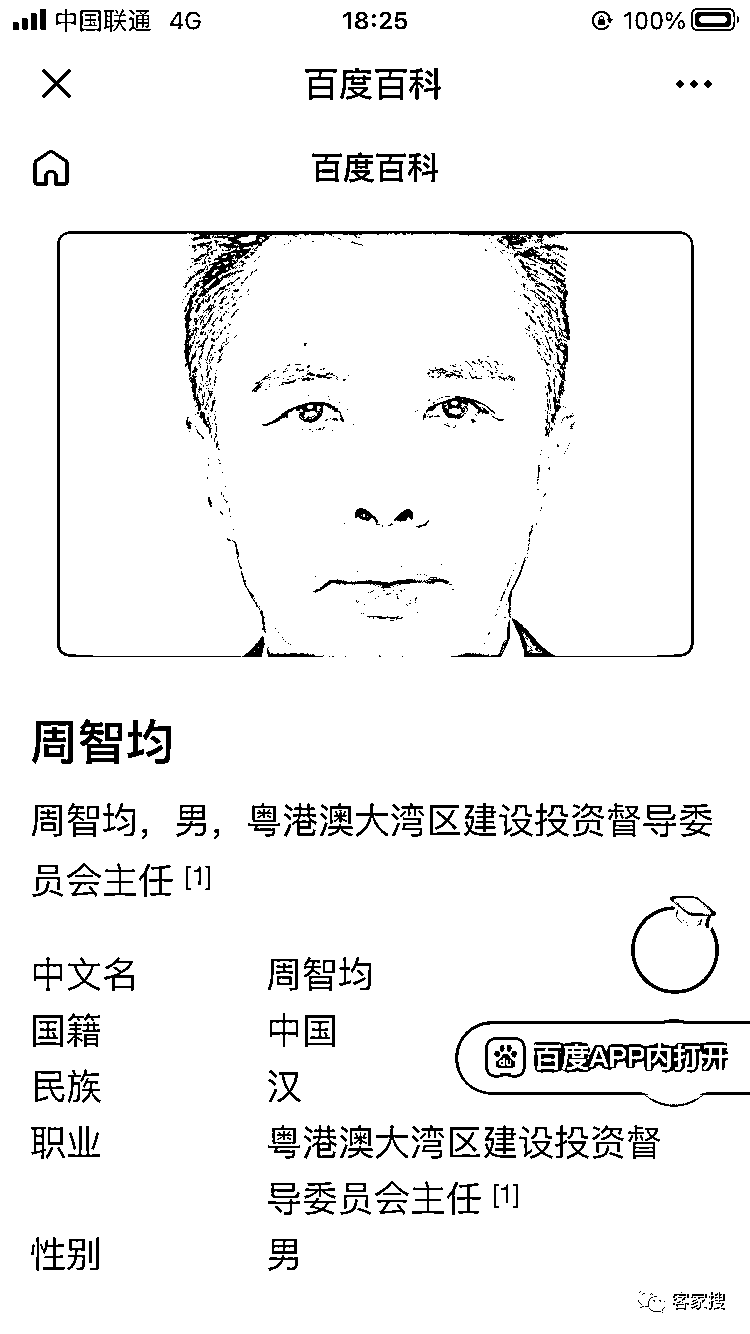 中国联通 4G 18:25 100%
百度百科
百度百科
周智均
周智均，男，粤港澳大湾区建设投资督导委
员会主任 [1]
中文名 周智均
国籍 中国
民族 汉
百度APP内打开
职业 粤港澳大湾区建设投资督
导委员会主任 [1]
性别 男
客家搜